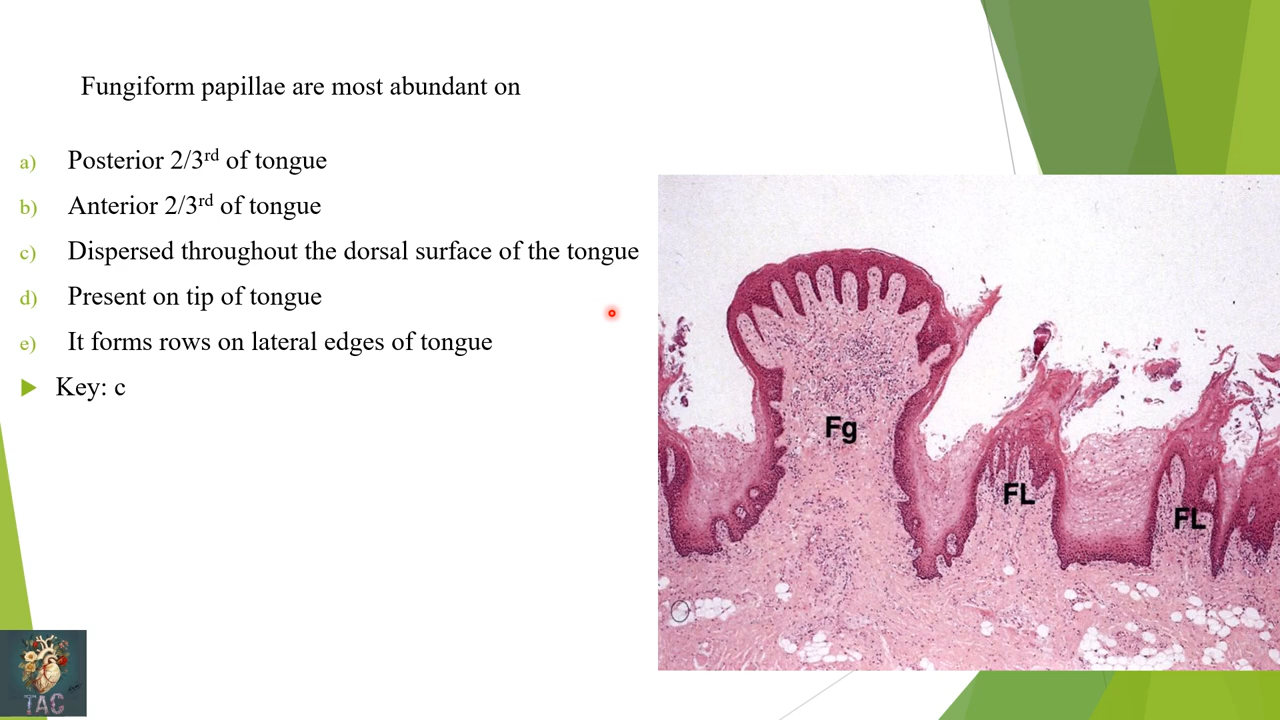 Fungiform papillae are most abundant on
a) Posterior 2/3rd of tongue
b) Anterior 2/3rd of tongue
c) Dispersed throughout the dorsal surface of the tongue
d) Present on tip of tongue
e) It forms rows on lateral edges of tongue
Key: c
Fg
FL
FL
TAC